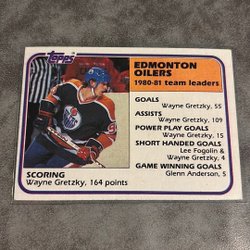 topps
EDMONTON
OILERS
1980-81 team leaders
GOALS
Wayne Gretzky, 55
ASSISTS
Wayne Gretzky, 109
POWER PLAY GOALS
Wayne Gretzky, 15
SHORT HANDED GOALS
Lee Fogolin &
Wayne Gretzky, 4
GAME WINNING GOALS
Glenn Anderson, 5
SCORING
Wayne Gretzky, 164 points